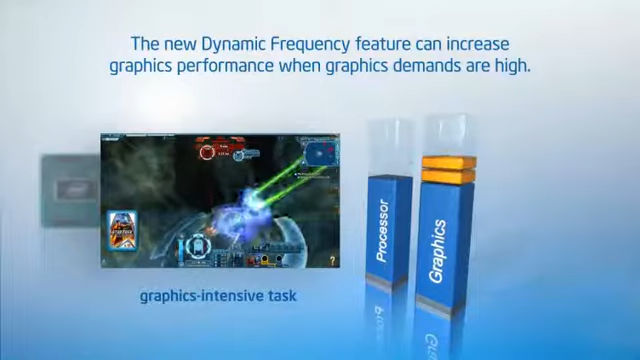 The new Dynamic Frequency feature can increase
graphics performance when graphics demands are high.
Processor
Graphics
graphics-intensive task